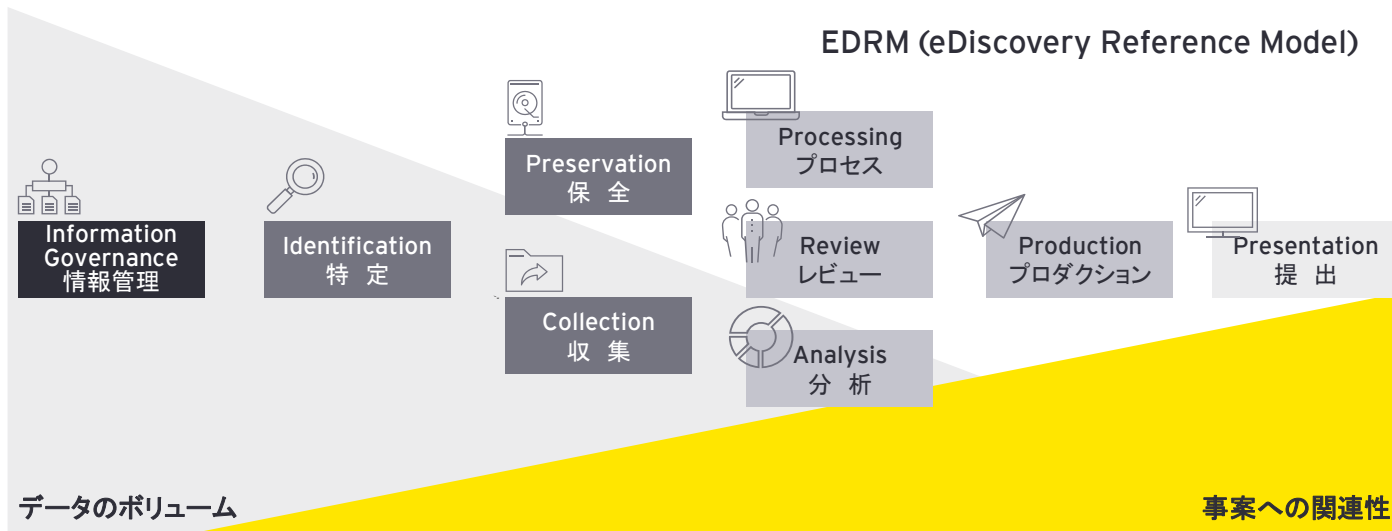 EDRM (eDiscovery Reference Model)
Information
Governance
情報管理
Identification
特 定
Preservation
保 全
Collection
収 集
Processing
プロセス
Review
レビュー
Analysis
分 析
Production
プロダクション
Presentation
提 出
データのボリューム
事案への関連性